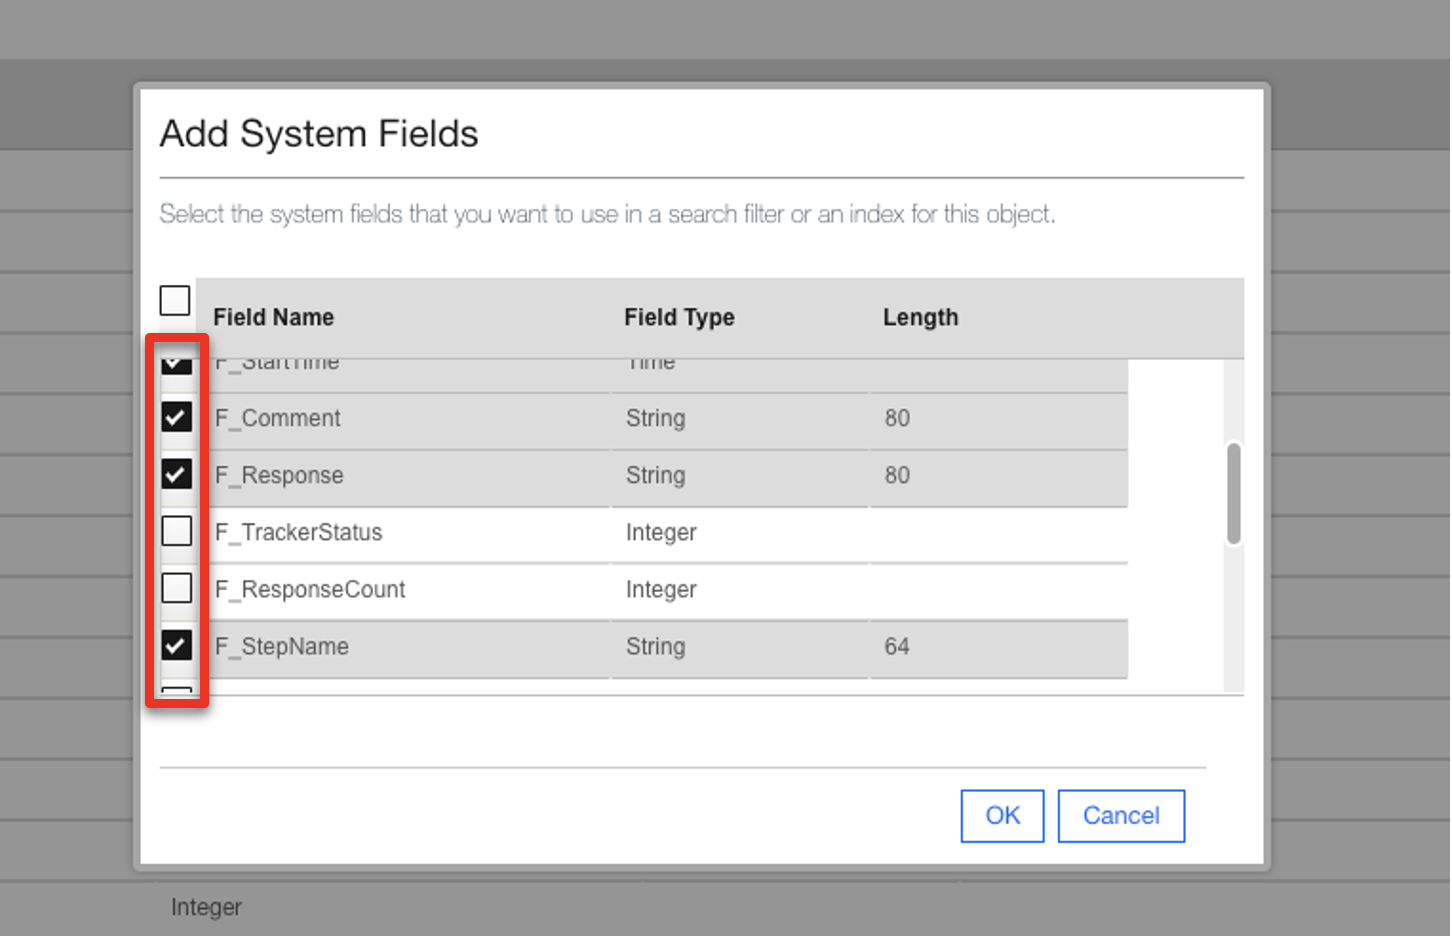 Add System Fields
Select the system fields that you want to use in a search filter or an index for this object.
Field Name Field Type Length
F_StartTime Time
F_Comment String 80
F_Response String 80
F_TrackerStatus Integer
F_ResponseCount Integer
F_StepName String 64
OK Cancel
Integer